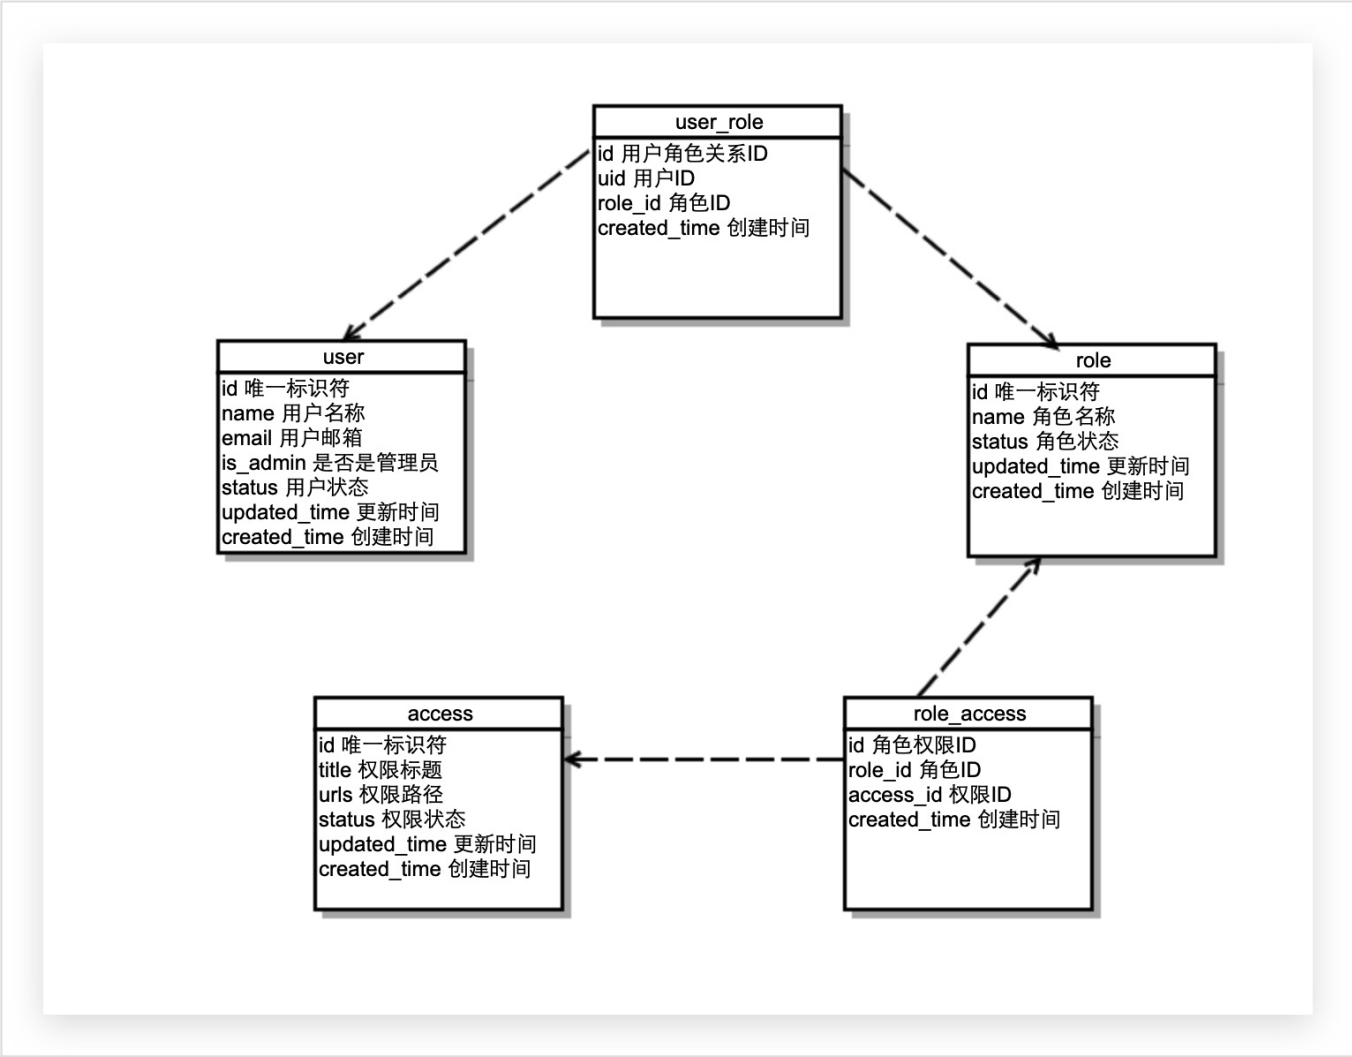 user_role
id 用户角色关系ID
uid 用户ID
role_id 角色ID
created_time 创建时间
user
id 唯一标识符
name 用户名称
email 用户邮箱
is_admin 是否是管理员
status 用户状态
updated_time 更新时间
created_time 创建时间
role
id 唯一标识符
name 角色名称
status 角色状态
updated_time 更新时间
created_time 创建时间
access
id 唯一标识符
title 权限标题
urls 权限路径
status 权限状态
updated_time 更新时间
created_time 创建时间
role_access
id 角色权限ID
role_id 角色ID
access_id 权限ID
created_time 创建时间